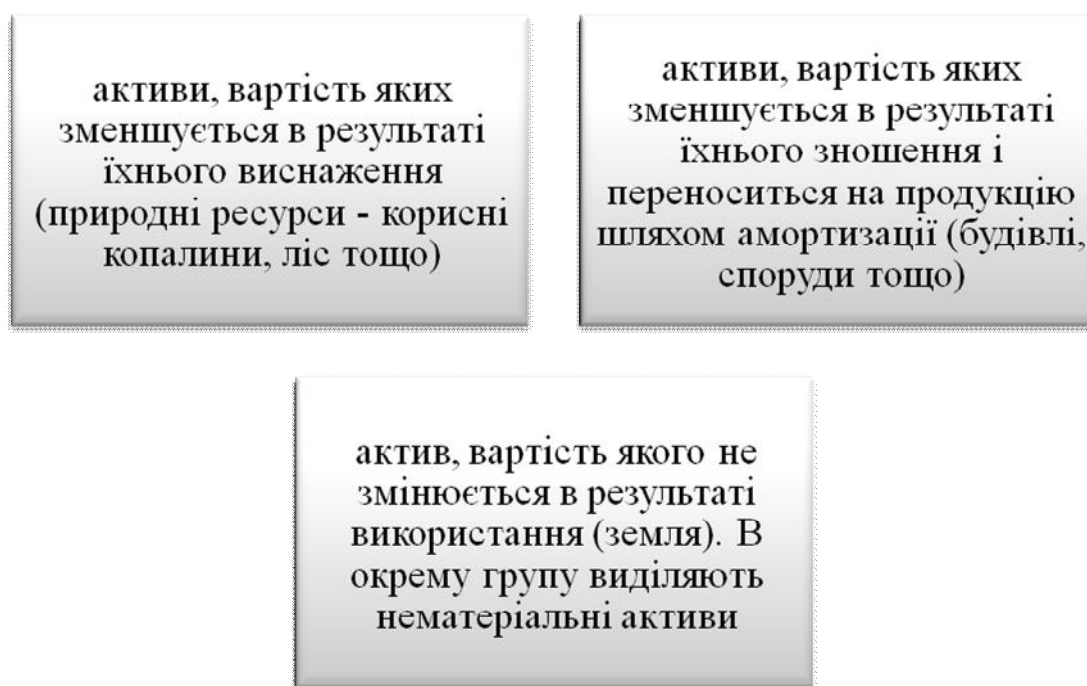 активи, вартість яких
зменшується в результаті
їхнього виснаження
(природні ресурси - корисні
копалини, ліс тощо)
активи, вартість яких
зменшується в результаті
їхнього зношення і
переноситься на продукцію
шляхом амортизації (будівлі,
споруди тощо)
актив, вартість якого не
змінюється в результаті
використання (земля). В
окрему групу виділяють
нематеріальні активи